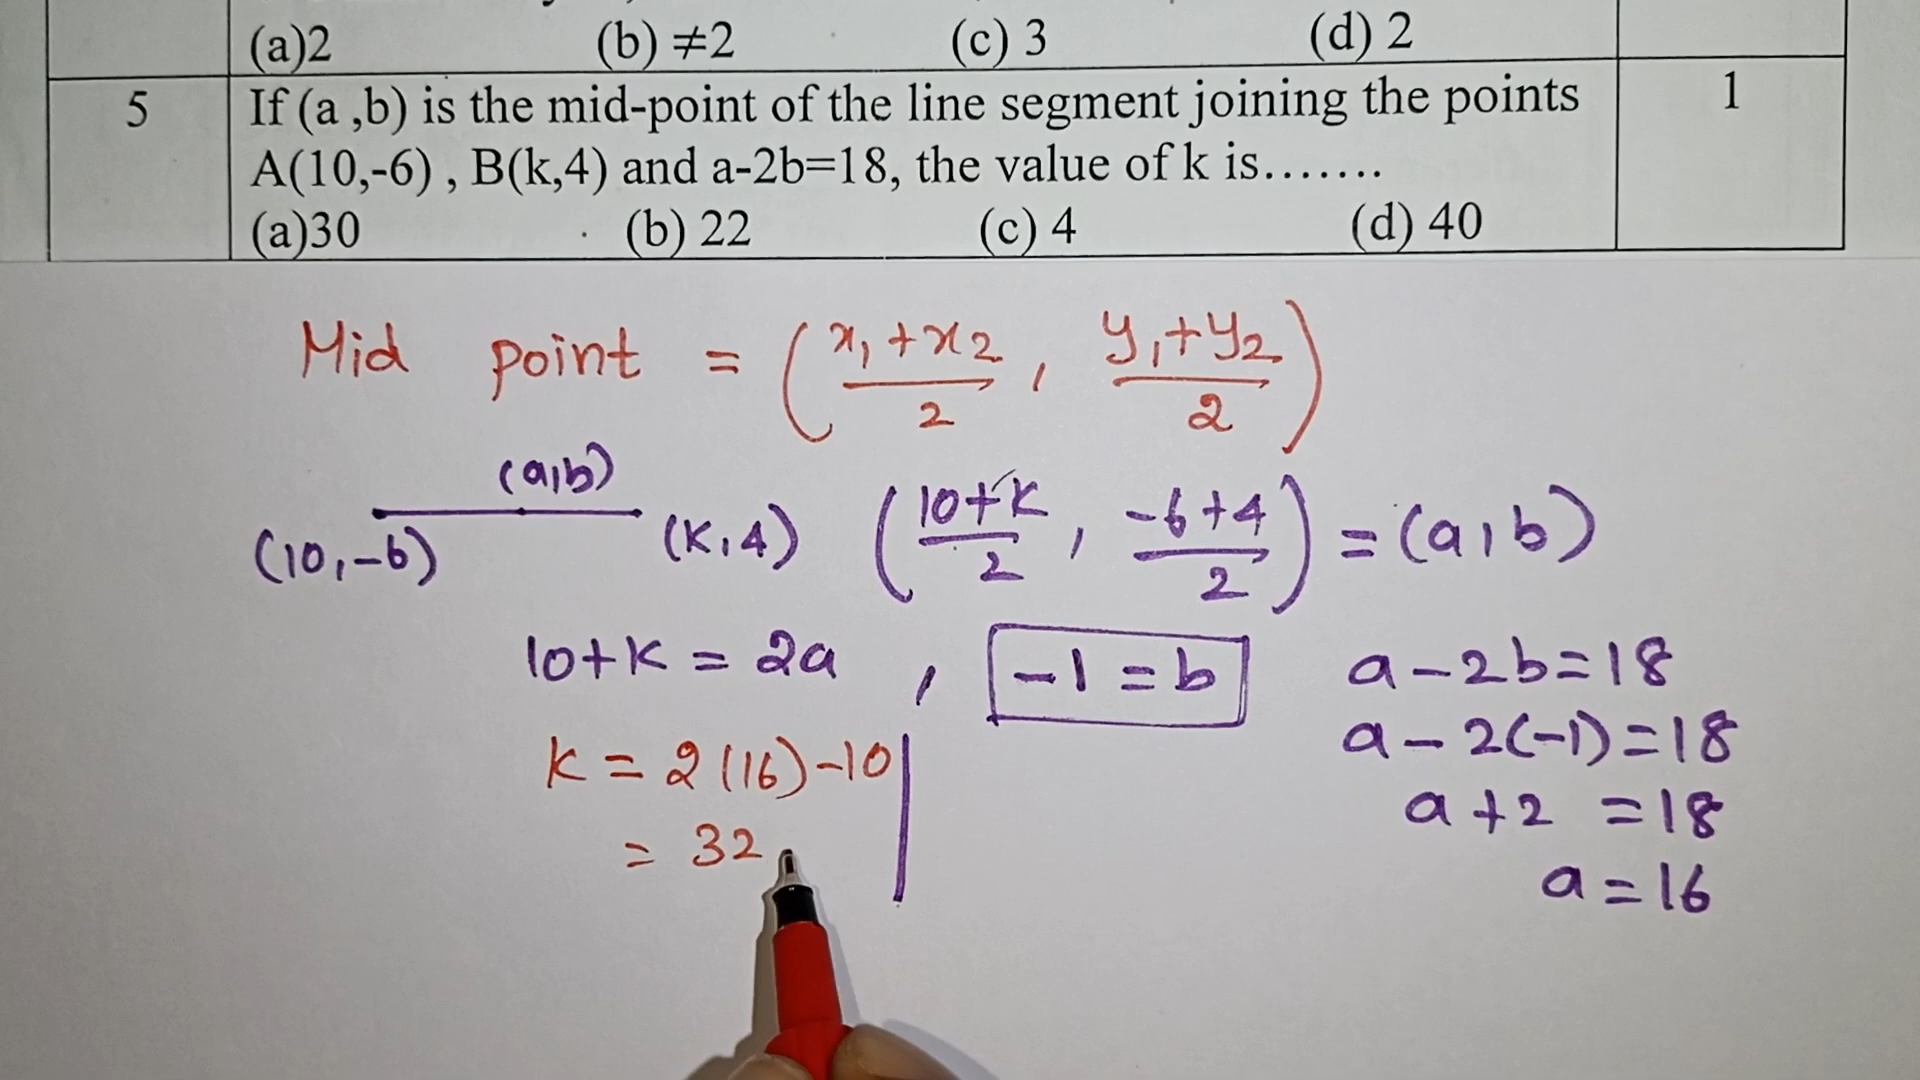 (a)2 (b) ≠2 (c) 3 (d) 2
5 If (a ,b) is the mid-point of the line segment joining the points 1
A(10,-6) , B(k,4) and a-2b=18, the value of k is.......
(a)30 (b) 22 (c) 4 (d) 40
Mid point = (x₁+x₂/2, y₁+y₂/2)
(a,b)
(10,-6) (k,4) (10+k/2, -6+4/2) = (a,b)
10+k = 2a, -1 = b a-2b=18
k = 2(16)-10 a-2(-1)=18
= 32 a+2 =18
a=16